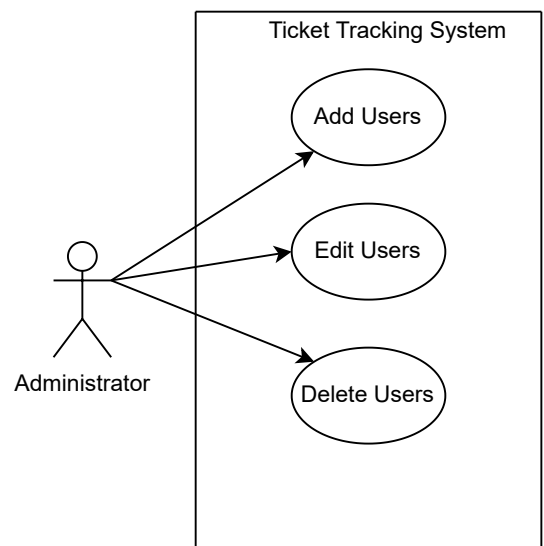 Ticket Tracking System
Add Users
Edit Users
Administrator
Delete Users